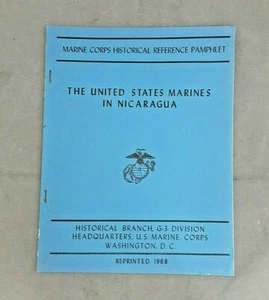 MARINE CORPS HISTORICAL REFERENCE PAMPHLET
THE UNITED STATES MARINES
IN NICARAGUA
HISTORICAL BRANCH, G-3 DIVISION
HEADQUARTERS, U.S. MARINE CORPS
WASHINGTON, D. C.
REPRINTED 1968